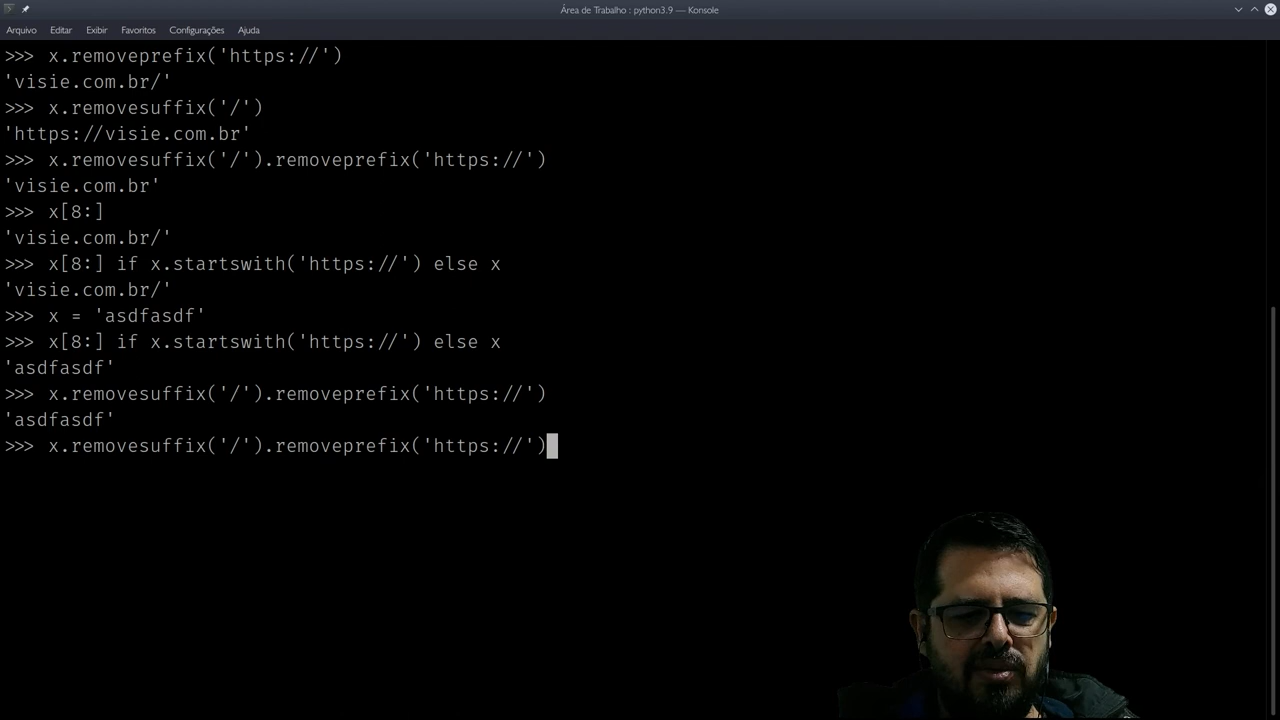 Área de Trabalho : python3.9 — Konsole
Arquivo Editar Exibir Favoritos Configurações Ajuda
>>> x.removeprefix('https://')
'visie.com.br/'
>>> x.removesuffix('/')
'https://visie.com.br'
>>> x.removesuffix('/').removeprefix('https://')
'visie.com.br'
>>> x[8:]
'visie.com.br/'
>>> x[8:] if x.startswith('https://') else x
'visie.com.br/'
>>> x = 'asdfasdf'
>>> x[8:] if x.startswith('https://') else x
'asdfasdf'
>>> x.removesuffix('/').removeprefix('https://')
'asdfasdf'
>>> x.removesuffix('/').removeprefix('https://')